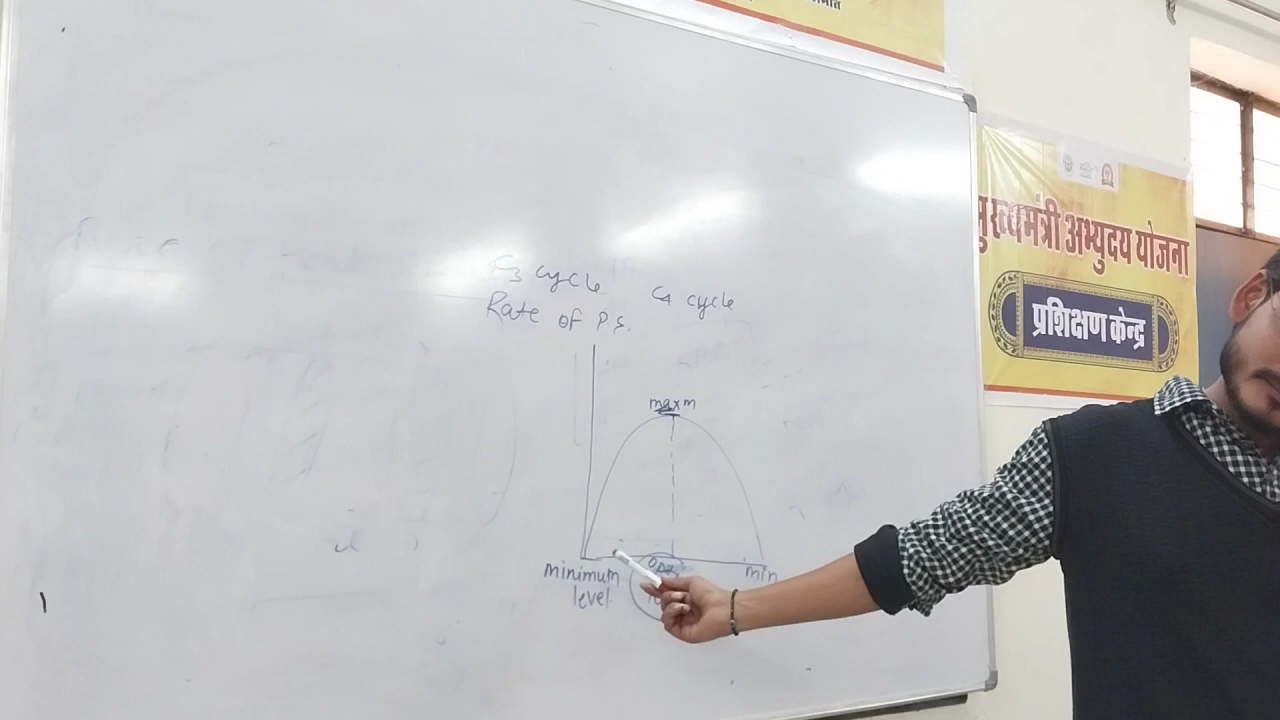 C3 cycle
C4 cycle
Rate of P.S.
maxm
minimum
level
min
मुख्यमंत्री अभ्युदय योजना
प्रशिक्षण केन्द्र